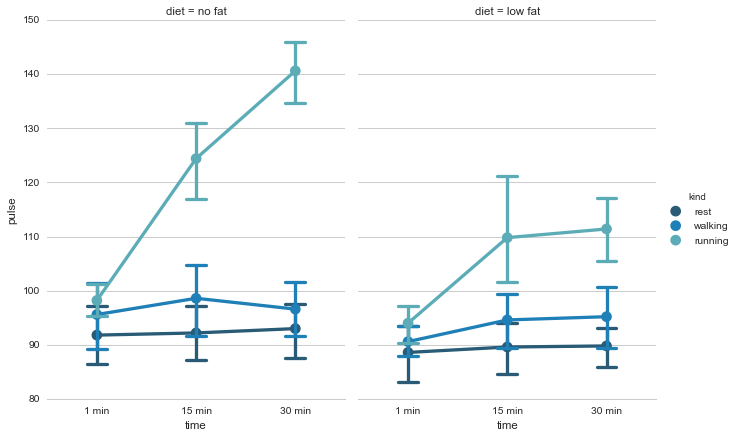 diet = no fat
diet = low fat
150
140
130
120
110
100
90
80
pulse
1 min
15 min
30 min
time
1 min
15 min
30 min
time
kind
rest
walking
running